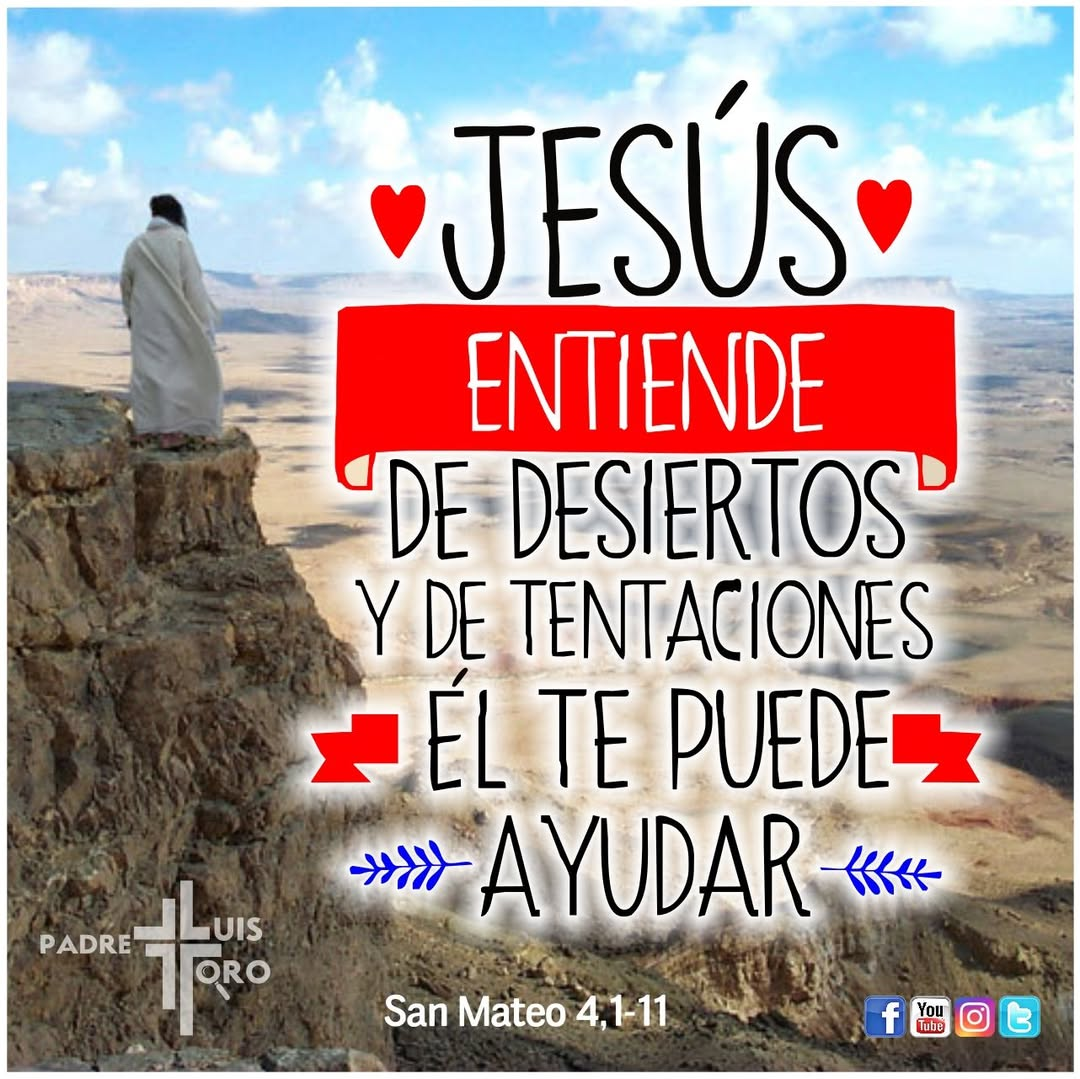 JESÚS
ENTIENDE
DE DESIERTOS
Y DE TENTACIONES
ÉL TE PUEDE
AYUDAR
PADRE LUIS
TORO
San Mateo 4,1-11
f You Tube